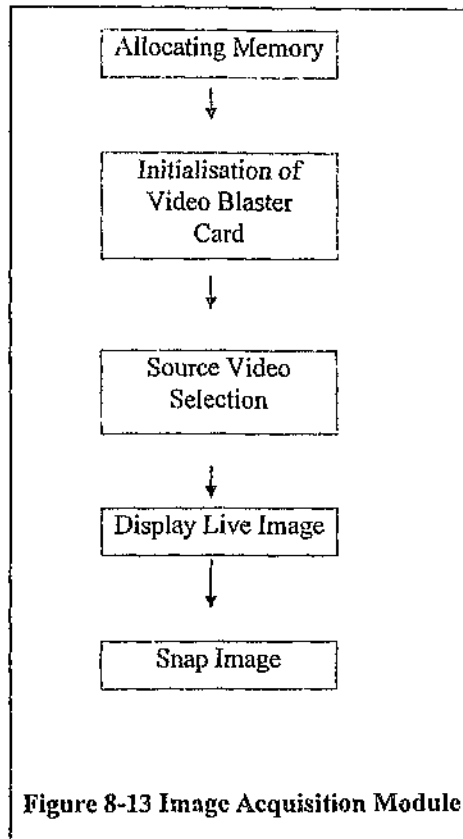 Allocating Memory
Initialisation of
Video Blaster
Card
Source Video
Selection
Display Live Image
Snap Image
Figure 8-13 Image Acquisition Module